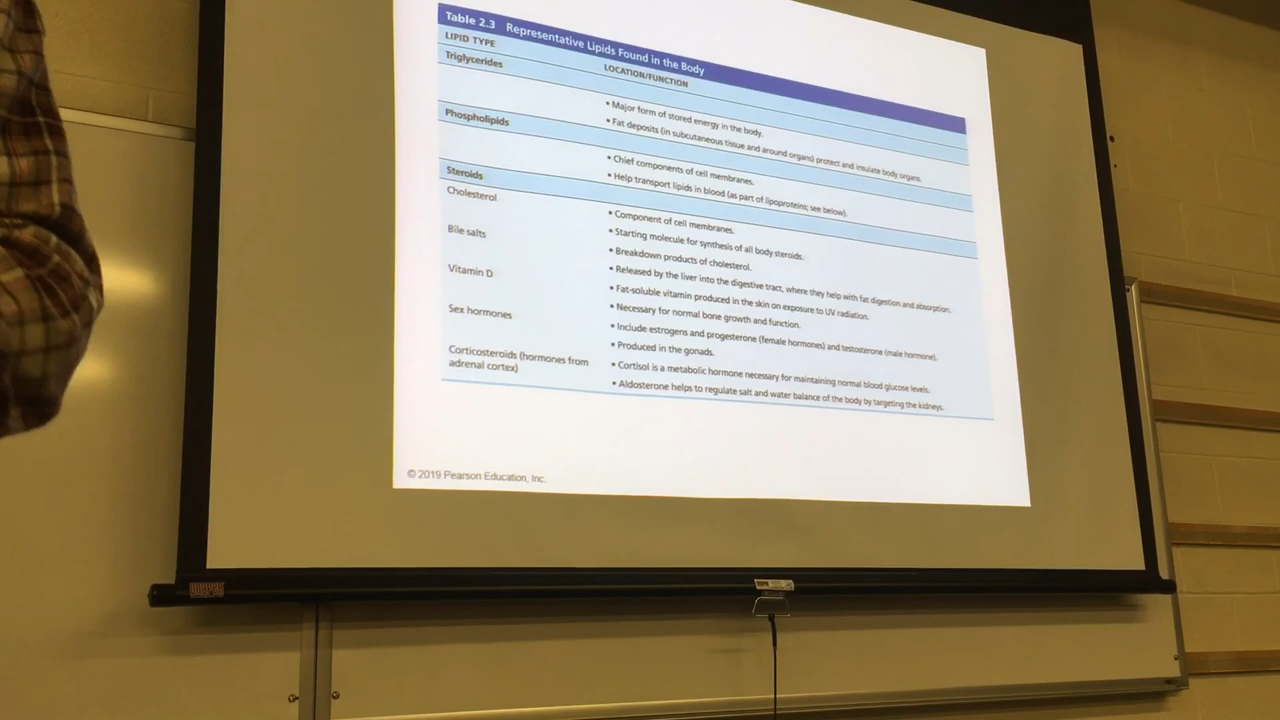 Table 2.3 Representative Lipids Found in the Body
LIPID TYPE
LOCATION/FUNCTION
Triglycerides
• Major form of stored energy in the body.
• Fat deposits (in subcutaneous tissue and around organs) protect and insulate body organs.
Phospholipids
• Chief components of cell membranes.
• Help transport lipids in blood (as part of lipoproteins; see below).
Steroids
Cholesterol
• Component of cell membranes.
• Starting molecule for synthesis of all body steroids.
Bile salts
• Breakdown products of cholesterol.
• Released by the liver into the digestive tract, where they help with fat digestion and absorption.
Vitamin D
• Fat-soluble vitamin produced in the skin on exposure to UV radiation.
• Necessary for normal bone growth and function.
Sex hormones
• Include estrogens and progesterone (female hormones) and testosterone (male hormone).
• Produced in the gonads.
Corticosteroids (hormones from
adrenal cortex)
• Cortisol is a metabolic hormone necessary for maintaining normal blood glucose levels.
• Aldosterone helps to regulate salt and water balance of the body by targeting the kidneys.
© 2019 Pearson Education, Inc.
DRAPER